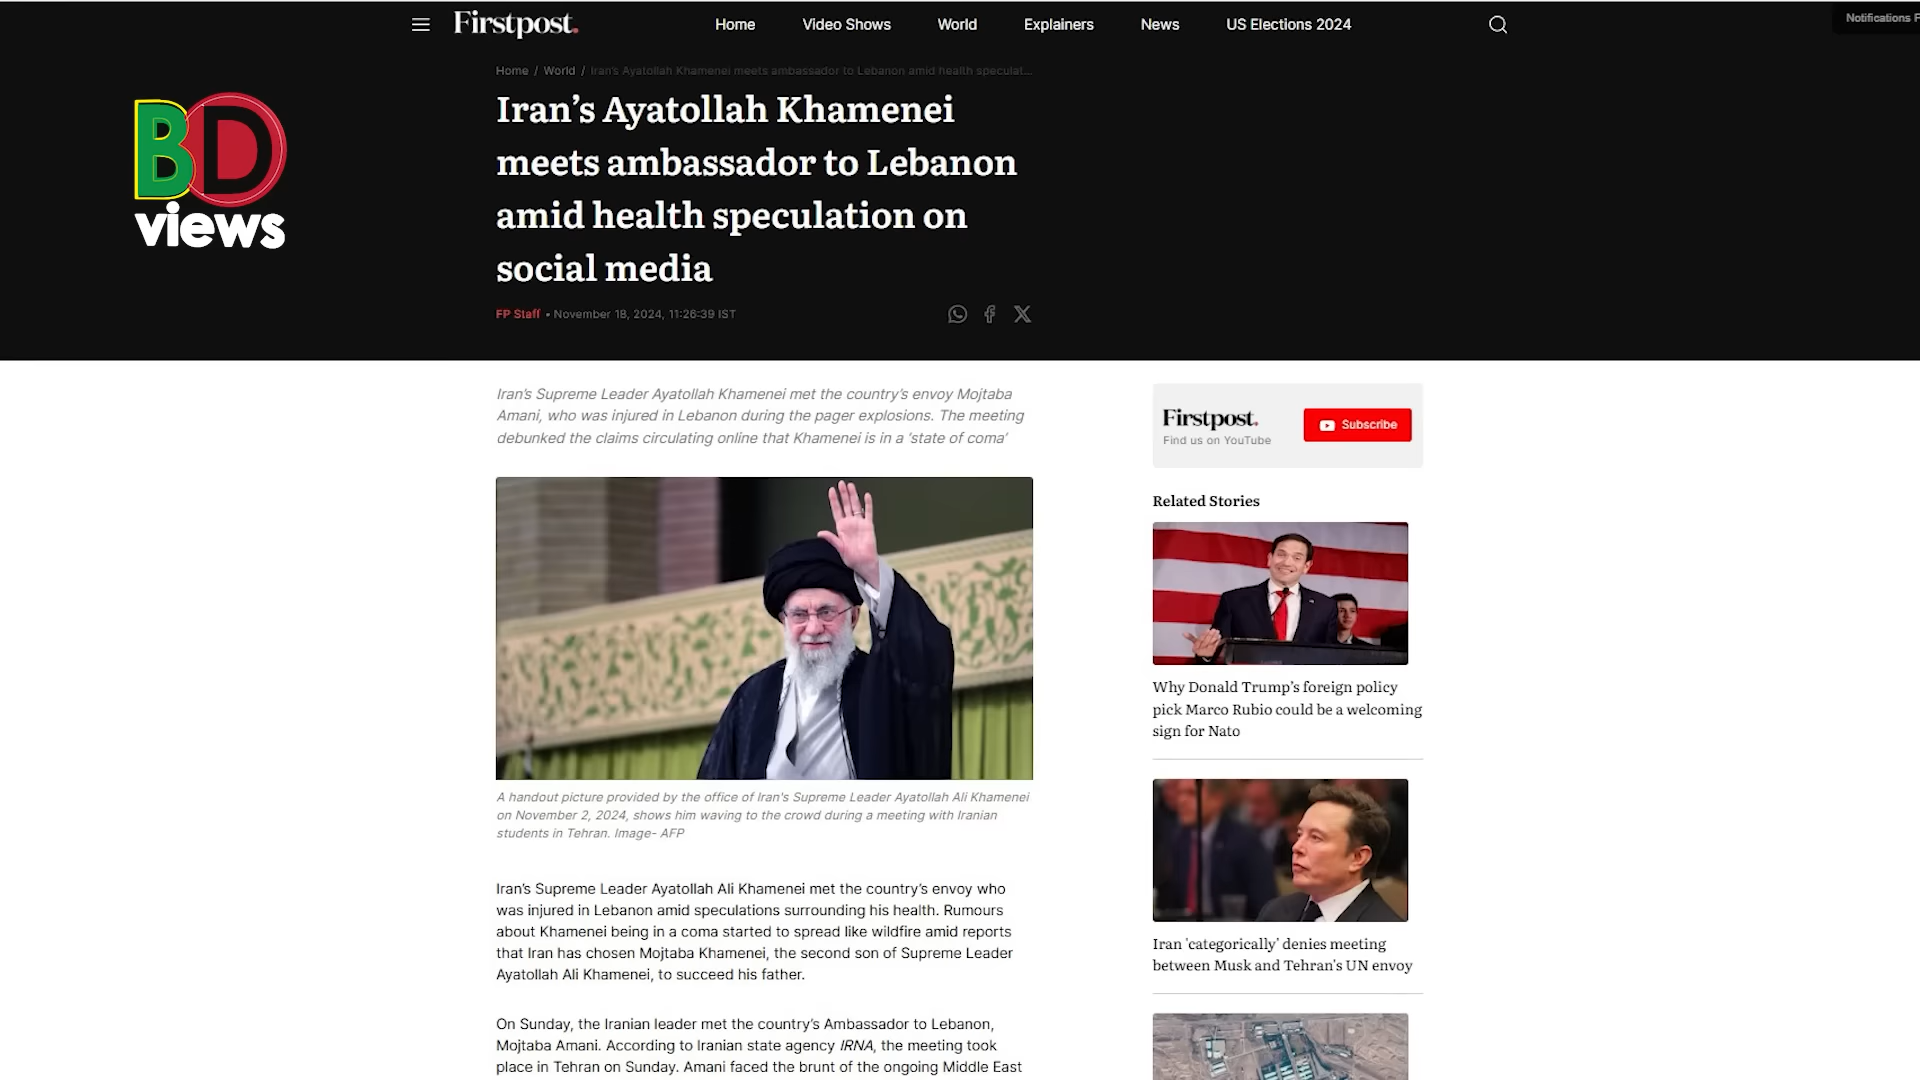 Firstpost.
Home
Video Shows
World
Explainers
News
US Elections 2024
Notifications
Home / World / Iran's Ayatollah Khamenei meets ambassador to Lebanon amid health speculat...
BD
views
Iran’s Ayatollah Khamenei
meets ambassador to Lebanon
amid health speculation on
social media
FP Staff • November 18, 2024, 11:26:39 IST
Iran’s Supreme Leader Ayatollah Khamenei met the country’s envoy Mojtaba
Amani, who was injured in Lebanon during the pager explosions. The meeting
debunked the claims circulating online that Khamenei is in a ‘state of coma’
A handout picture provided by the office of Iran's Supreme Leader Ayatollah Ali Khamenei
on November 2, 2024, shows him waving to the crowd during a meeting with Iranian
students in Tehran. Image- AFP
Iran’s Supreme Leader Ayatollah Ali Khamenei met the country’s envoy who
was injured in Lebanon amid speculations surrounding his health. Rumours
about Khamenei being in a coma started to spread like wildfire amid reports
that Iran has chosen Mojtaba Khamenei, the second son of Supreme Leader
Ayatollah Ali Khamenei, to succeed his father.
On Sunday, the Iranian leader met the country’s Ambassador to Lebanon,
Mojtaba Amani. According to Iranian state agency IRNA, the meeting took
place in Tehran on Sunday. Amani faced the brunt of the ongoing Middle East
Firstpost.
Find us on YouTube
Subscribe
Related Stories
Why Donald Trump’s foreign policy
pick Marco Rubio could be a welcoming
sign for Nato
Iran 'categorically’ denies meeting
between Musk and Tehran's UN envoy